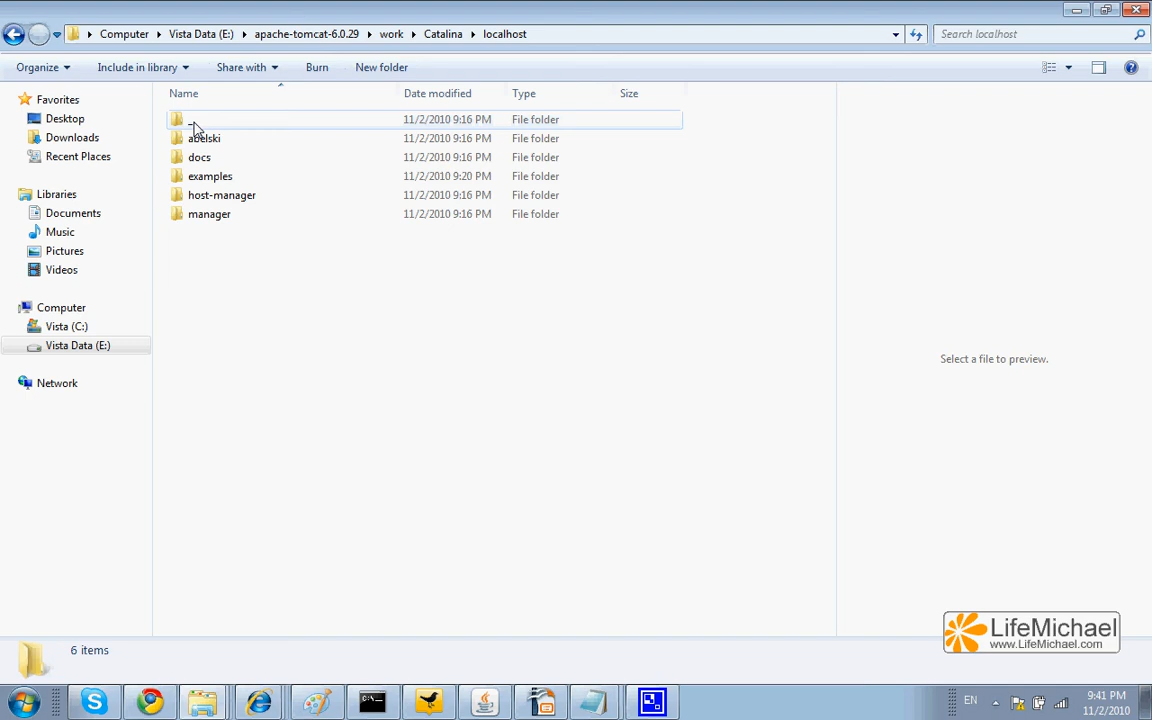 Computer Vista Data (E:) apache-tomcat-6.0.29 work Catalina localhost
Search localhost
Organize Include in library Share with Burn New folder
Name Date modified Type Size
Favorites
Desktop
Downloads
Recent Places
Libraries
Documents
Music
Pictures
Videos
Computer
Vista (C:)
Vista Data (E:)
Network
_ 11/2/2010 9:16 PM File folder
abelski 11/2/2010 9:16 PM File folder
docs 11/2/2010 9:16 PM File folder
examples 11/2/2010 9:20 PM File folder
host-manager 11/2/2010 9:16 PM File folder
manager 11/2/2010 9:16 PM File folder
Select a file to preview.
LifeMichael
www.LifeMichael.com
6 items
C:\
EN
9:41 PM
11/2/2010